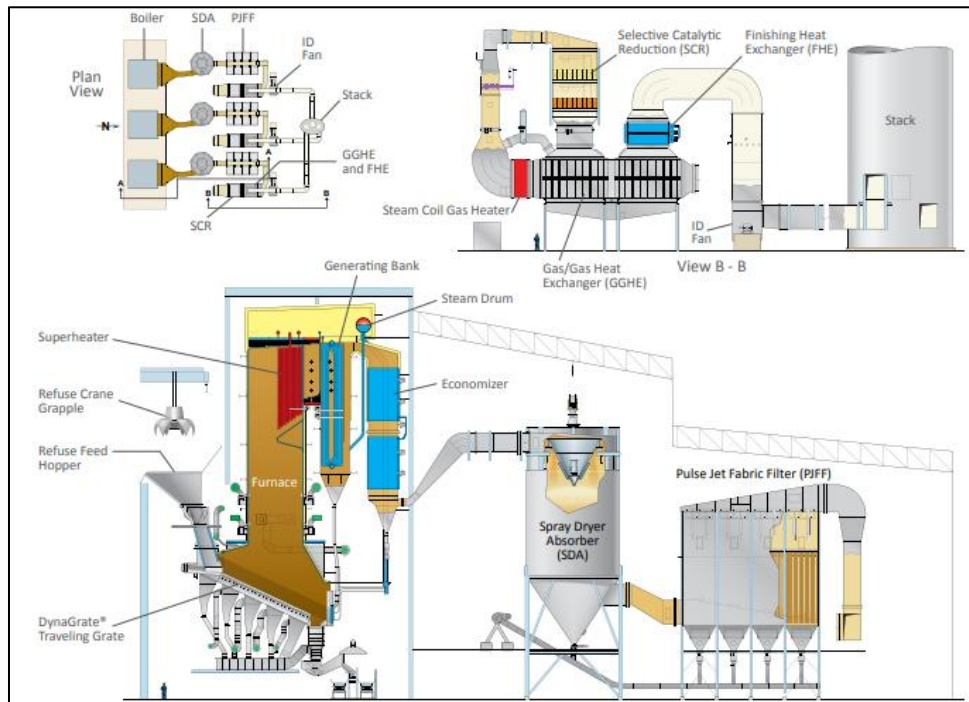 Boiler
SDA
PJFF
ID
Fan
Plan
View
N
Stack
A
A
B
B
GGHE
and FHE
SCR
Selective Catalytic
Reduction (SCR)
Finishing Heat
Exchanger (FHE)
Stack
Steam Coil Gas Heater
ID
Fan
Gas/Gas Heat
Exchanger (GGHE)
View B - B
Generating Bank
Steam Drum
Superheater
Economizer
Refuse Crane
Grapple
Refuse Feed
Hopper
Furnace
Pulse Jet Fabric Filter (PJFF)
Spray Dryer
Absorber
(SDA)
DynaGrate®
Traveling Grate